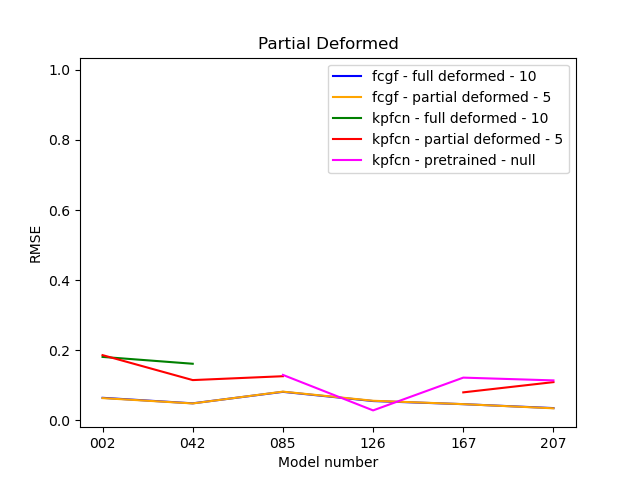 Partial Deformed
1.0
0.8
0.6
0.4
0.2
0.0
RMSE
fcgf - full deformed - 10
fcgf - partial deformed - 5
kpfcn - full deformed - 10
kpfcn - partial deformed - 5
kpfcn - pretrained - null
002 042 085 126 167 207
Model number